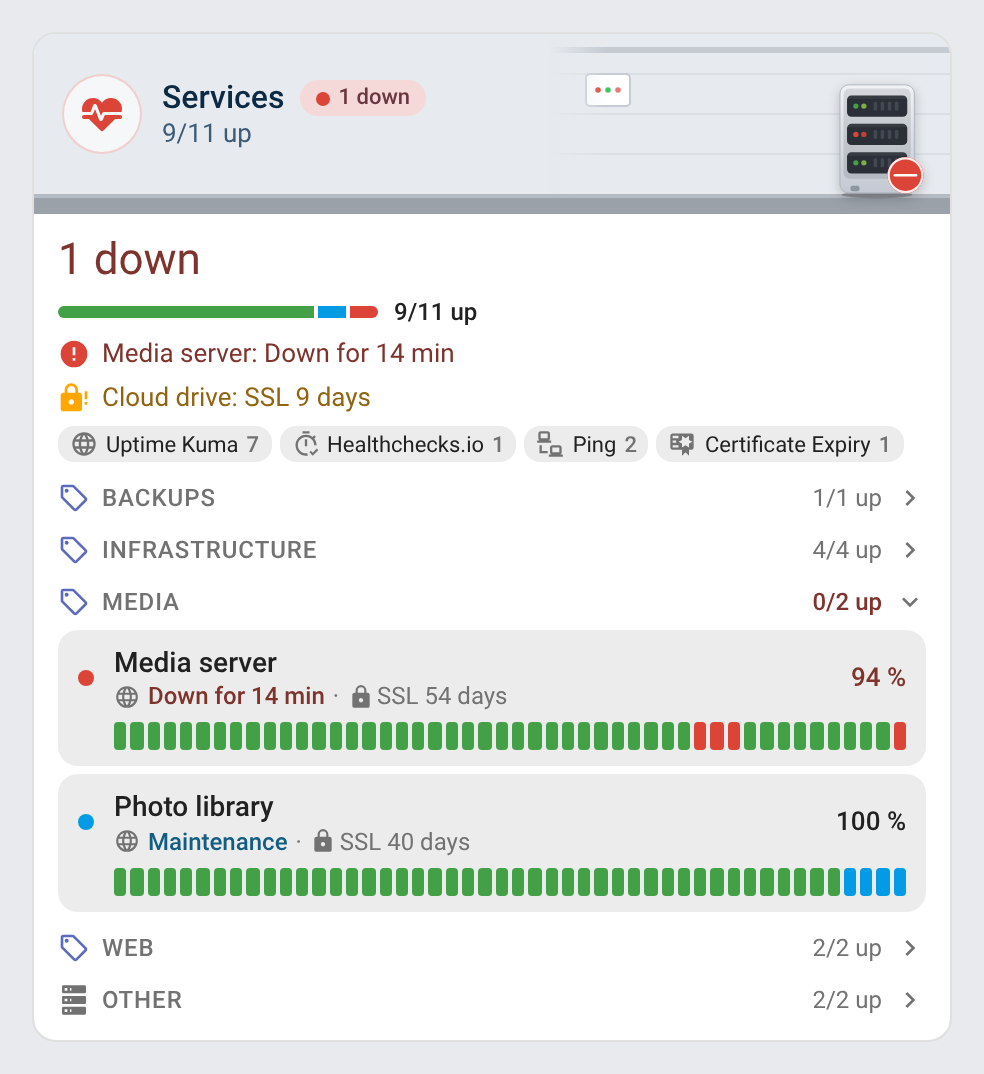 Services 1 down
9/11 up
1 down
9/11 up
Media server: Down for 14 min
Cloud drive: SSL 9 days
Uptime Kuma 7 Healthchecks.io 1 Ping 2 Certificate Expiry 1
BACKUPS 1/1 up
INFRASTRUCTURE 4/4 up
MEDIA 0/2 up
Media server
94 %
Down for 14 min · SSL 54 days
Photo library
100 %
Maintenance · SSL 40 days
WEB 2/2 up
OTHER 2/2 up